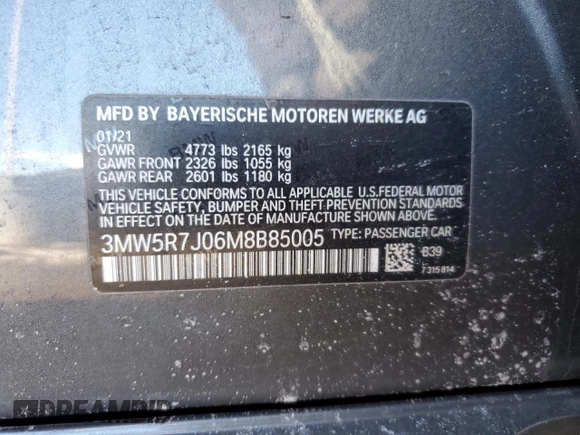 MFD BY BAYERISCHE MOTOREN WERKE AG
01/21
GVWR 4773 lbs 2165 kg
GAWR FRONT 2326 lbs 1055 kg
GAWR REAR 2601 lbs 1180 kg
THIS VEHICLE CONFORMS TO ALL APPLICABLE U.S.FEDERAL MOTOR
VEHICLE SAFETY, BUMPER, AND THEFT PREVENTION STANDARDS
IN EFFECT ON THE DATE OF MANUFACTURE SHOWN ABOVE.
3MW5R7J06M8B85005 TYPE: PASSENGER CAR
B39
7315814
DREAMBID